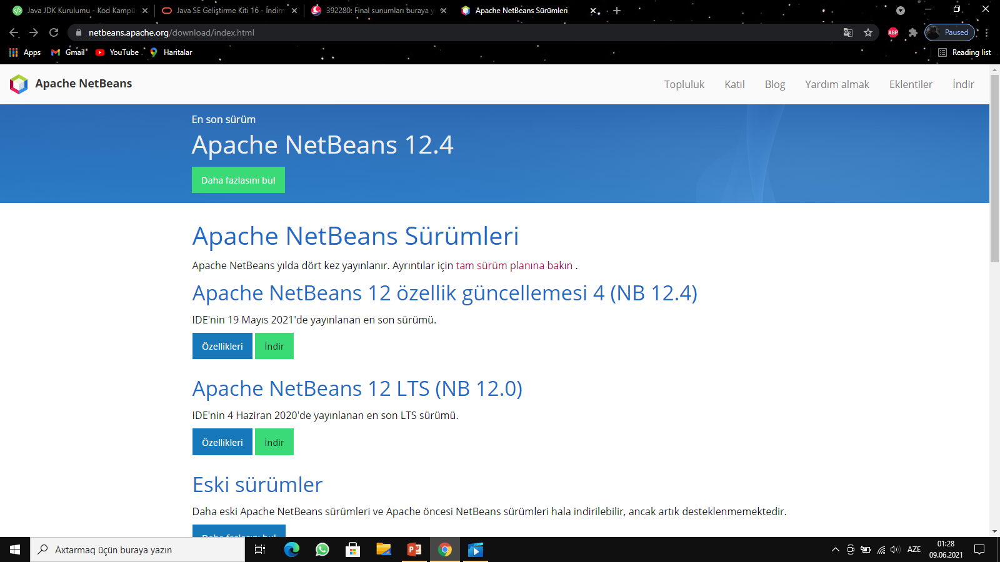 Java JDK Kurulumu - Kod Kampü
Java SE Geliştirme Kiti 16 - İndirm
392280: Final sunumları buraya y
Apache NetBeans Sürümleri
netbeans.apache.org/download/index.html
ABP
Paused
Apps
Gmail
YouTube
Haritalar
Reading list
Apache NetBeans
Topluluk
Katıl
Blog
Yardım almak
Eklentiler
İndir
En son sürüm
Apache NetBeans 12.4
Daha fazlasını bul
Apache NetBeans Sürümleri
Apache NetBeans yılda dört kez yayınlanır. Ayrıntılar için tam sürüm planına bakın .
Apache NetBeans 12 özellik güncellemesi 4 (NB 12.4)
IDE'nin 19 Mayıs 2021'de yayınlanan en son sürümü.
Özellikleri
İndir
Apache NetBeans 12 LTS (NB 12.0)
IDE'nin 4 Haziran 2020'de yayınlanan en son LTS sürümü.
Özellikleri
İndir
Eski sürümler
Daha eski Apache NetBeans sürümleri ve Apache öncesi NetBeans sürümleri hala indirilebilir, ancak artık desteklenmemektedir.
Daha fazlasını bul
Axtarmaq üçün buraya yazın
AZE
01:28
09.06.2021